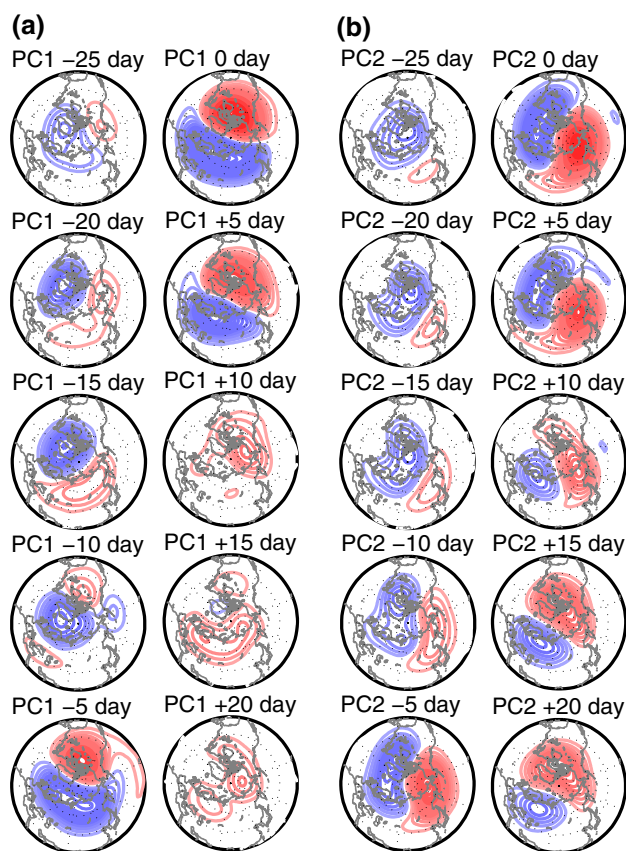 (a)
PC1 −25 day
PC1 0 day
PC1 −20 day
PC1 +5 day
PC1 −15 day
PC1 +10 day
PC1 −10 day
PC1 +15 day
PC1 −5 day
PC1 +20 day
(b)
PC2 −25 day
PC2 0 day
PC2 −20 day
PC2 +5 day
PC2 −15 day
PC2 +10 day
PC2 −10 day
PC2 +15 day
PC2 −5 day
PC2 +20 day